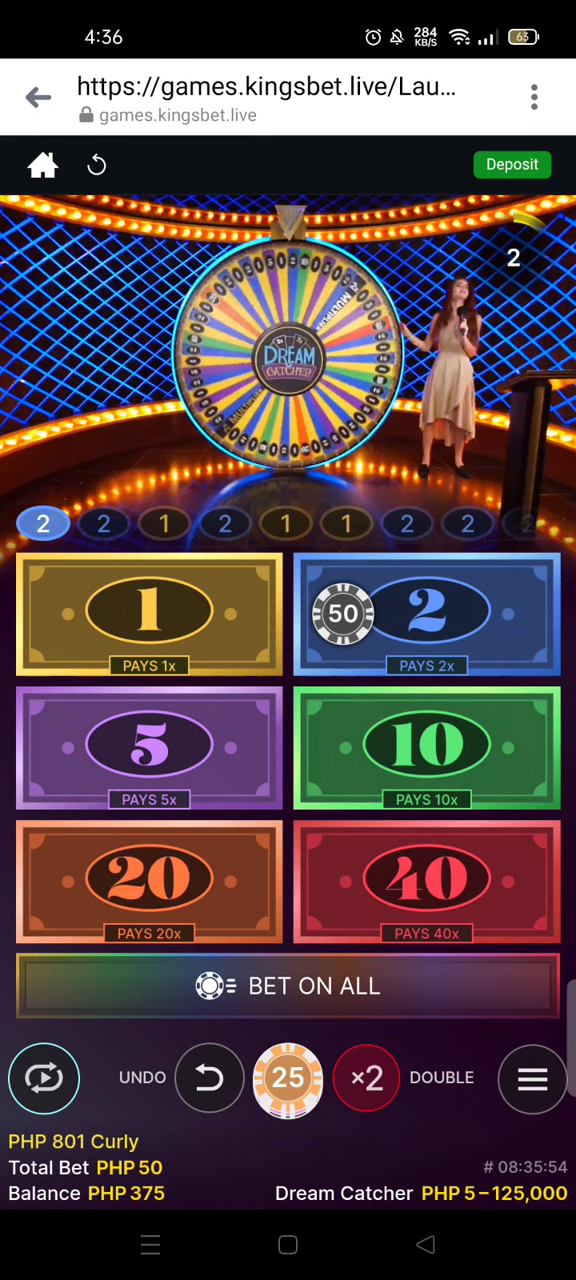 4:36
284
KB/S
63
https://games.kingsbet.live/Lau...
games.kingsbet.live
Deposit
2
MULTIPLIER
DREAM
CATCHER
2 2 1 2 1 1 2 2 2
1
PAYS 1x
50
2
PAYS 2x
5
PAYS 5x
10
PAYS 10x
20
PAYS 20x
40
PAYS 40x
BET ON ALL
UNDO
25
×2
DOUBLE
PHP 801 Curly
Total Bet PHP 50
# 08:35:54
Balance PHP 375
Dream Catcher PHP 5–125,000